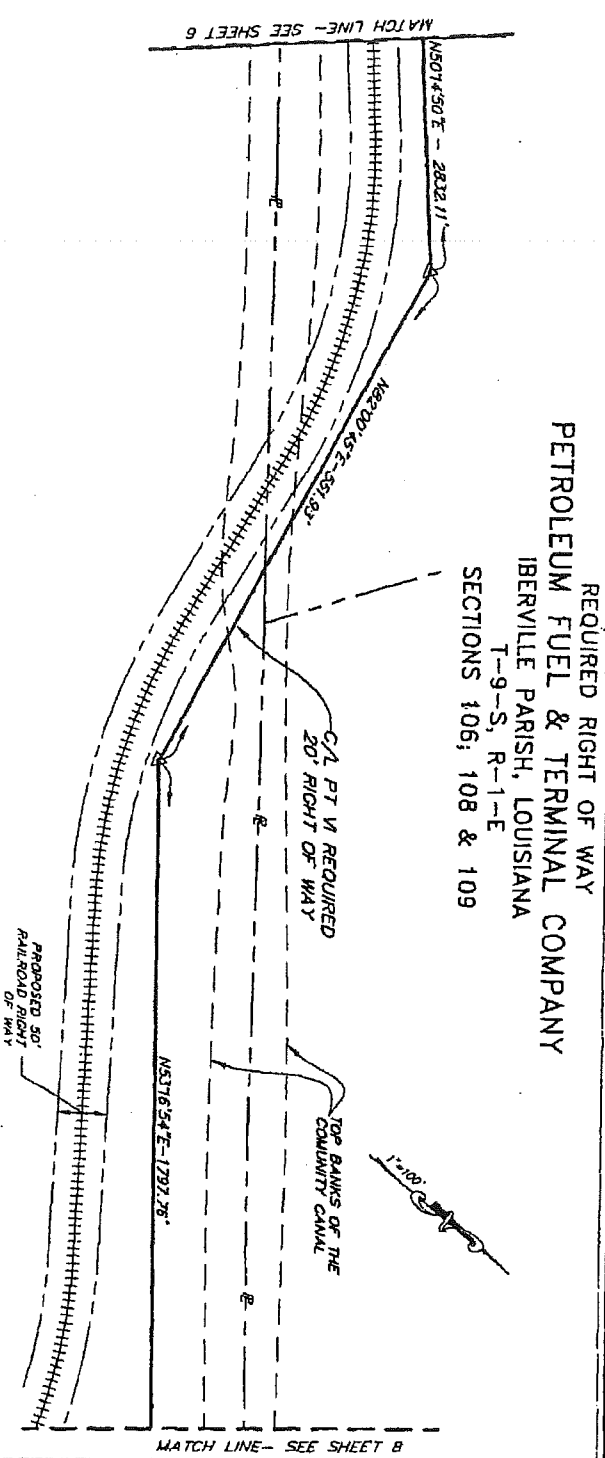 REQUIRED RIGHT OF WAY
PETROLEUM FUEL & TERMINAL COMPANY
IBERVILLE PARISH, LOUISIANA
T-9-S, R-1-E
SECTIONS 106, 108 & 109
MATCH LINE- SEE SHEET 6
N50°14'50"E - 2832.11'
N82°00'45"E-551.93'
C/L PT VI REQUIRED
20' RIGHT OF WAY
TOP BANKS OF THE
COMUNITY CANAL
1"=100'
N53°16'54"E-1797.76'
PROPOSED 50'
RAILROAD RIGHT
OF WAY
MATCH LINE- SEE SHEET 8